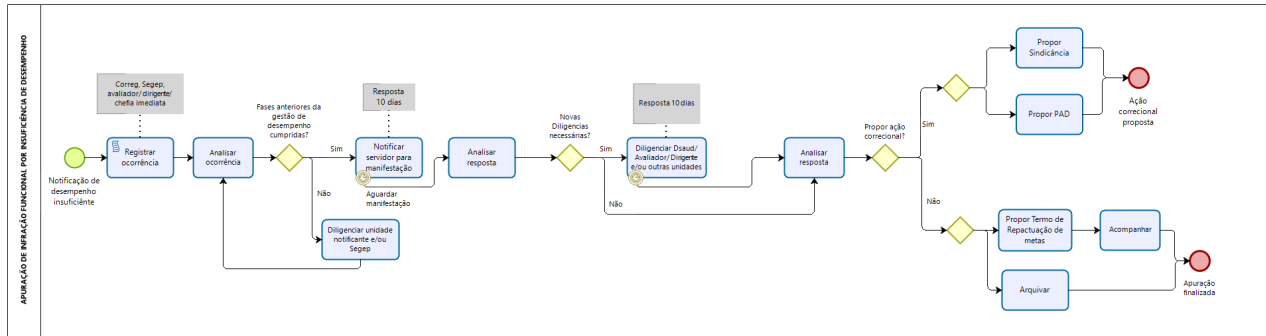 APURAÇÃO DE INFRAÇÃO FUNCIONAL POR INSUFICIÊNCIA DE DESEMPENHO
Notificação de
desempenho
insuficiênte
Correg, Segep,
avaliador/dirigente/
chefia imediata
Registrar
ocorrência
Analisar
ocorrência
Fases anteriores da
gestão de
desempenho
cumpridas?
Sim
Não
Diligenciar unidade
notificante e/ou
Segep
Resposta
10 dias
Notificar
servidor para
manifestação
Aguardar
manifestação
Analisar
resposta
Novas
Diligencias
necessárias?
Sim
Não
Resposta 10 dias
Diligenciar Dsaud/
Avaliador/Dirigente
e/ou outras unidades
Analisar
resposta
Propor ação
correcional?
Sim
Não
Propor
Sindicância
Propor PAD
Ação
correcional
proposta
Propor Termo de
Repactuação de
metas
Acompanhar
Arquivar
Apuração
finalizada